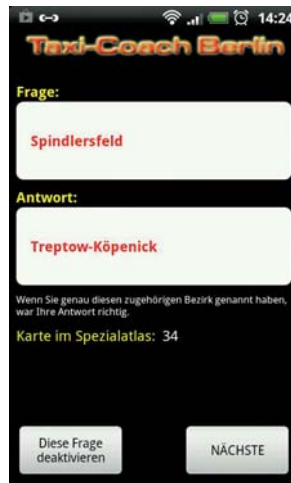 14:24
Taxi-Coach Berlin
Frage:
Spindlersfeld
Antwort:
Treptow-Köpenick
Wenn Sie genau diesen zugehörigen Bezirk genannt haben,
war Ihre Antwort richtig.
Karte im Spezialatlas: 34
Diese Frage
deaktivieren
NÄCHSTE